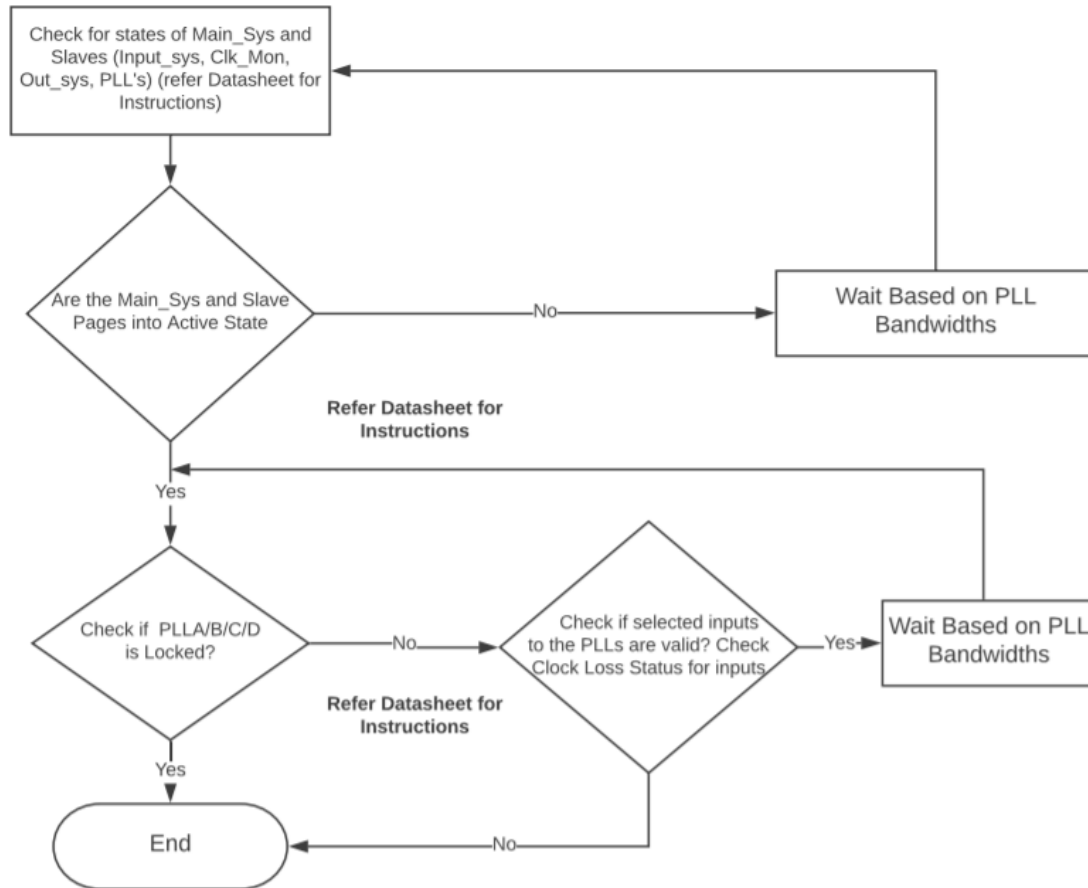 Check for states of Main_Sys and
Slaves (Input_sys, Clk_Mon,
Out_sys, PLL's) (refer Datasheet for
Instructions)
Are the Main_Sys and Slave
Pages into Active State
No
Wait Based on PLL
Bandwidths
Refer Datasheet for
Instructions
Yes
Check if PLLA/B/C/D
is Locked?
No
Check if selected inputs
to the PLLs are valid? Check
Clock Loss Status for inputs
Yes
Wait Based on PLL
Bandwidths
Refer Datasheet for
Instructions
Yes
End
No